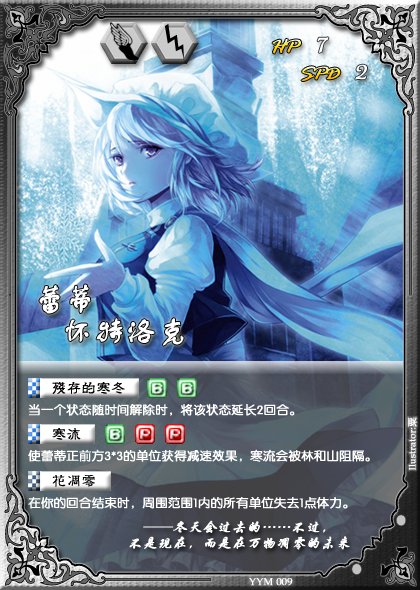 HP 7
SPD 2
蕾蒂
怀特洛克
残存的寒冬 B B
当一个状态随时间解除时，将该状态延长2回合。
寒流 B P P
使蕾蒂正前方3*3的单位获得减速效果，寒流会被林和山阻隔。
花凋零
在你的回合结束时，周围范围1内的所有单位失去1点体力。
——冬天会过去的……不过，
不是现在，而是在万物凋零的未来
Illustrator:粟
YYM 009